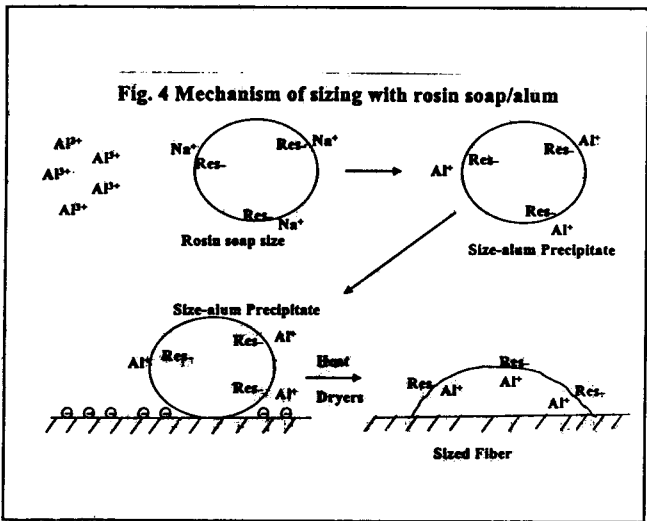 Fig. 4 Mechanism of sizing with rosin soap/alum
Al³⁺
Al³⁺
Al³⁺
Al³⁺
Al³⁺
Na⁺
Res-
Res-
Na⁺
Res-
Na⁺
Rosin soap size
Al⁺
Res-
Res-
Al⁺
Res-
Al⁺
Size-alum Precipitate
Size-alum Precipitate
Al⁺
Res-
Res-
Al⁺
Res-
Al⁺
Heat
Dryers
Res
Al⁺
Res-
Al⁺
Res-
Al⁺
Sized Fiber